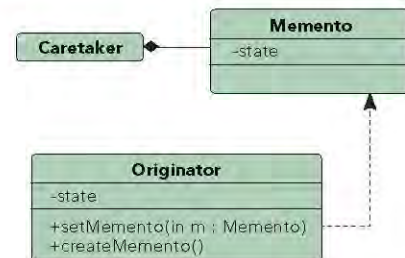 Memento
-state
Caretaker
Originator
-state
+setMemento(in m : Memento)
+createMemento()